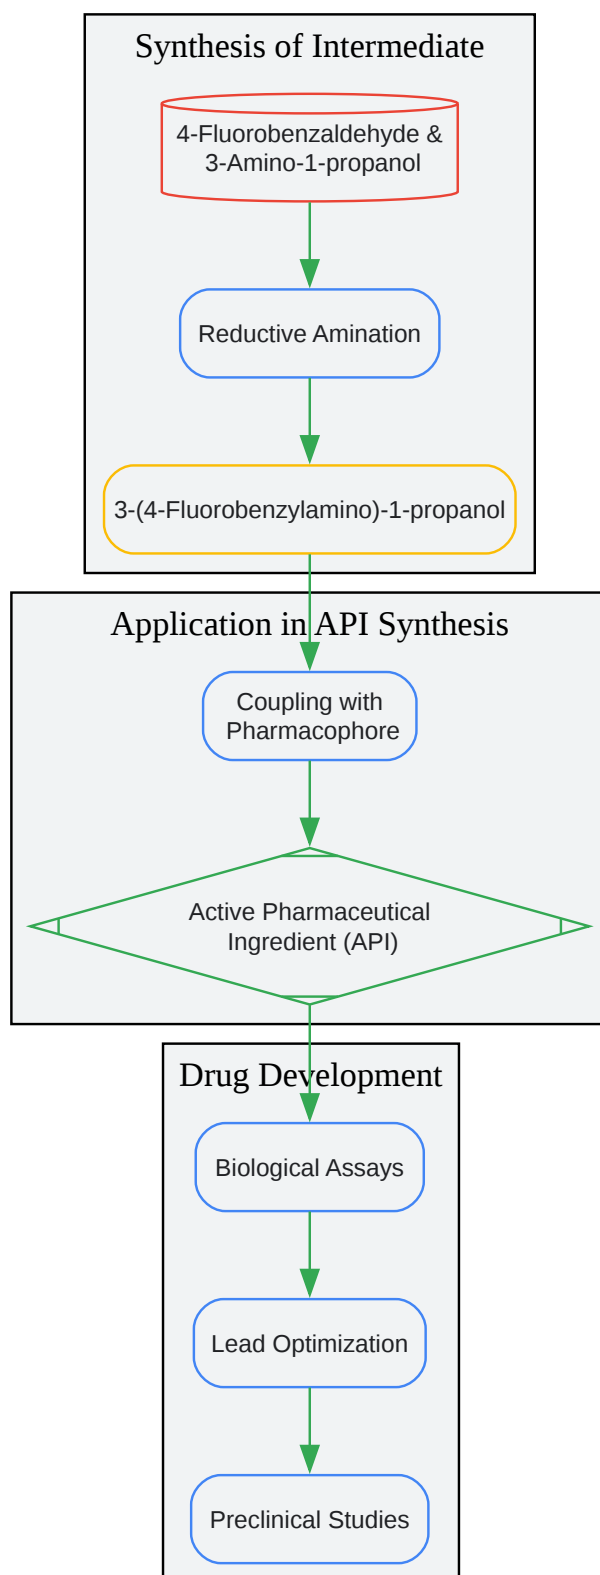 Synthesis of Intermediate
4-Fluorobenzaldehyde &
3-Amino-1-propanol
Reductive Amination
3-(4-Fluorobenzylamino)-1-propanol
Application in API Synthesis
Coupling with
Pharmacophore
Active Pharmaceutical
Ingredient (API)
Drug Development
Biological Assays
Lead Optimization
Preclinical Studies